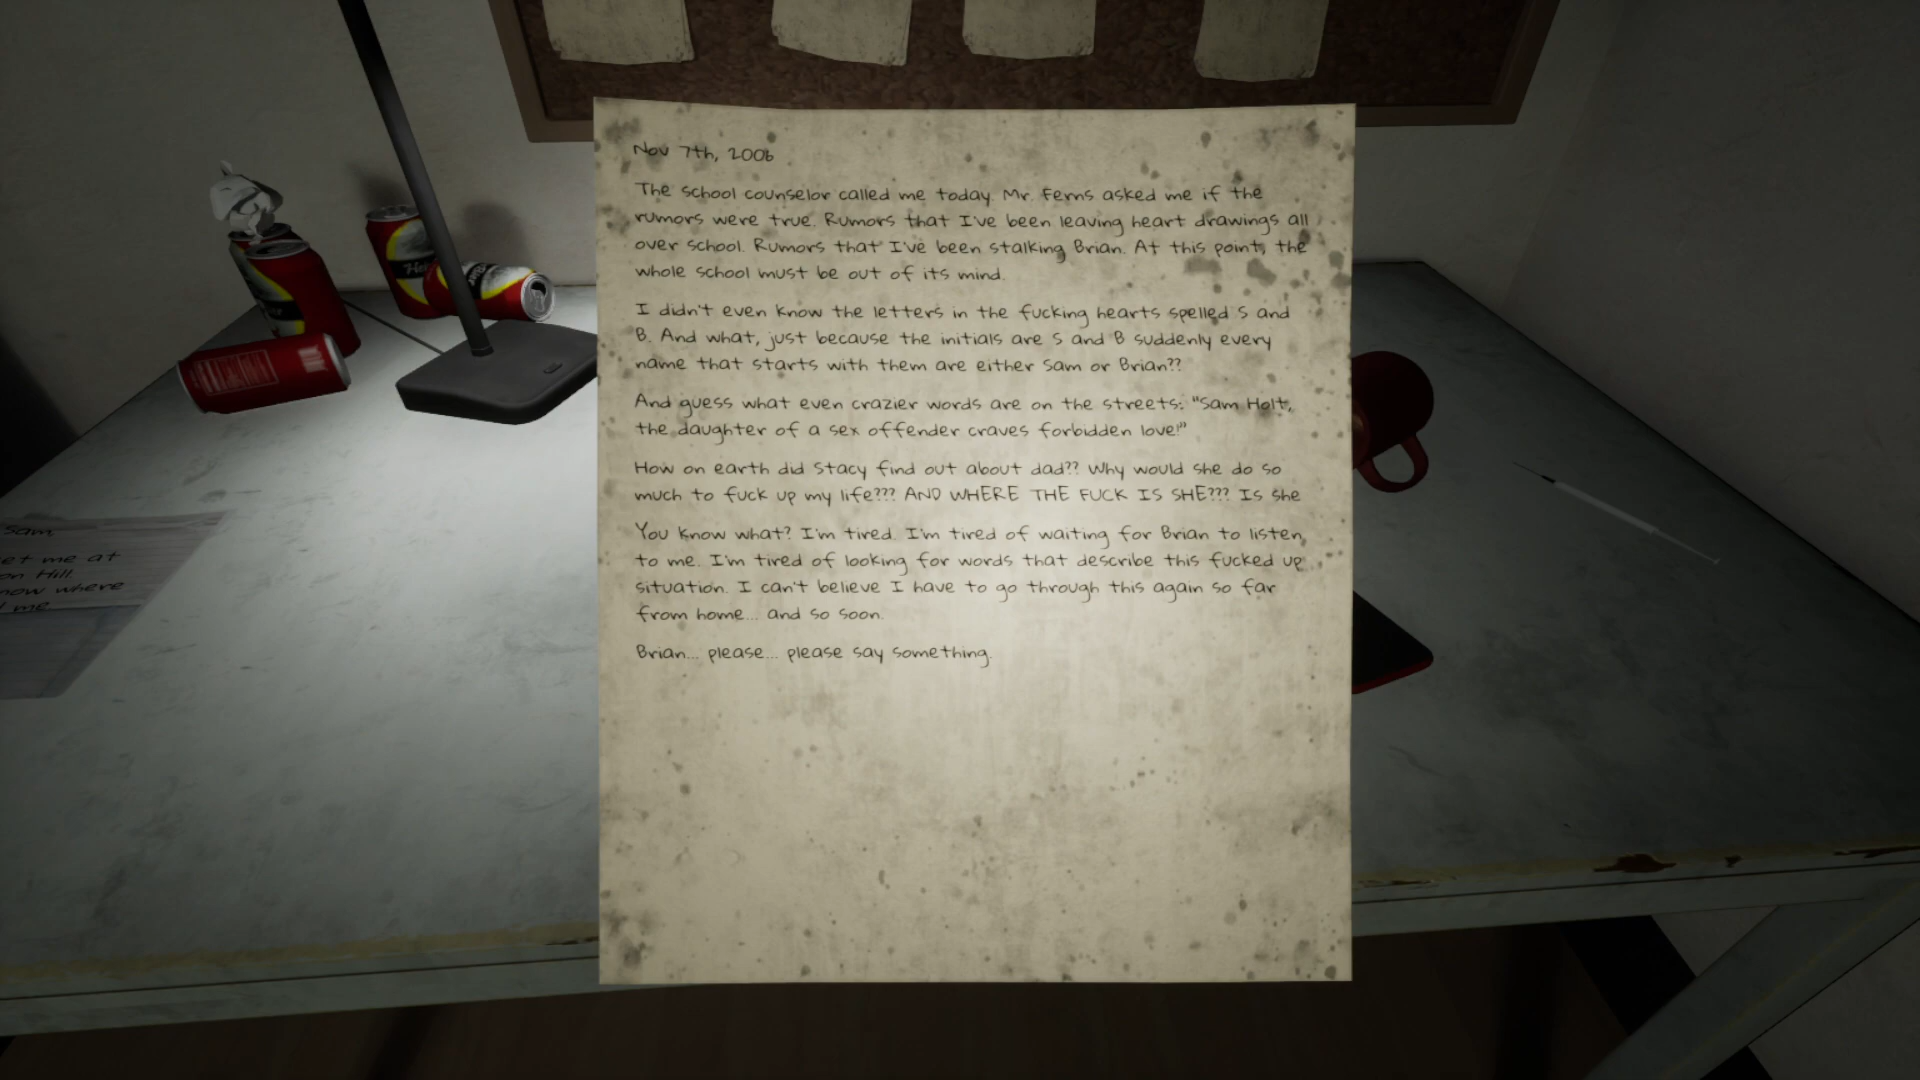 Nov 7th, 2006
The school counselor called me today. Mr. Ferns asked me if the
rumors were true. Rumors that I've been leaving heart drawings all
over school. Rumors that I've been stalking Brian. At this point, the
whole school must be out of its mind.
I didn't even know the letters in the fucking hearts spelled S and
B. And what, just because the initials are S and B suddenly every
name that starts with them are either Sam or Brian??
And guess what even crazier words are on the streets: "Sam Holt,
the daughter of a sex offender craves forbidden love!"
How on earth did Stacy find out about dad?? Why would she do so
much to fuck up my life??? AND WHERE THE FUCK IS SHE??? Is she
You know what? I'm tired. I'm tired of waiting for Brian to listen
to me. I'm tired of looking for words that describe this fucked up
situation. I can't believe I have to go through this again so far
from home... and so soon.
Brian... please... please say something.
Sam
et me at
on Hill.
now where
me